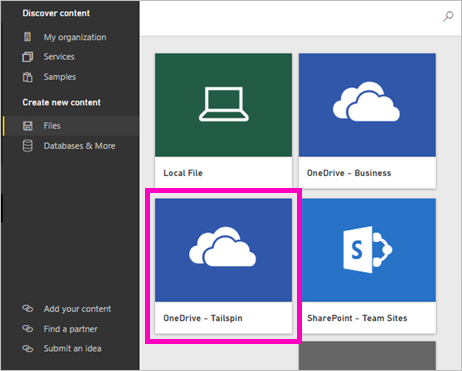 Discover content
My organization
Services
Samples
Create new content
Files
Databases & More
Add your content
Find a partner
Submit an idea
Local File
OneDrive - Business
OneDrive - Tailspin
S
SharePoint - Team Sites